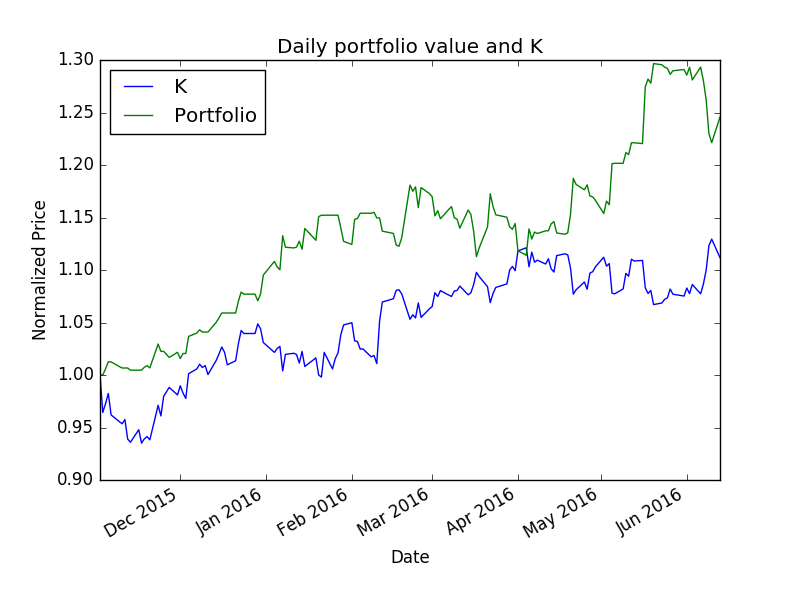 Daily portfolio value and K
K
Portfolio
1.30
1.25
1.20
1.15
1.10
1.05
1.00
0.95
0.90
Normalized Price
Dec 2015
Jan 2016
Feb 2016
Mar 2016
Apr 2016
May 2016
Jun 2016
Date